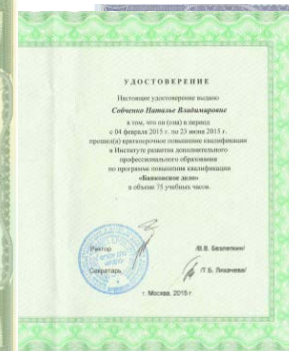 УДОСТОВЕРЕНИЕ
Настоящее удостоверение выдано
Собченко Наталье Владимировне
в том, что он (она) в период
с 04 февраля 2015 г. по 23 июня 2015 г.
прошел(а) краткосрочное повышение квалификации
в Институте развития дополнительного
профессионального образования
по программе повышения квалификации
«Банковское дело»
в объеме 75 учебных часов.
Ректор /В.В. Безлепкин/
Секретарь /Т.Б. Лихачева/
г. Москва, 2015 г.